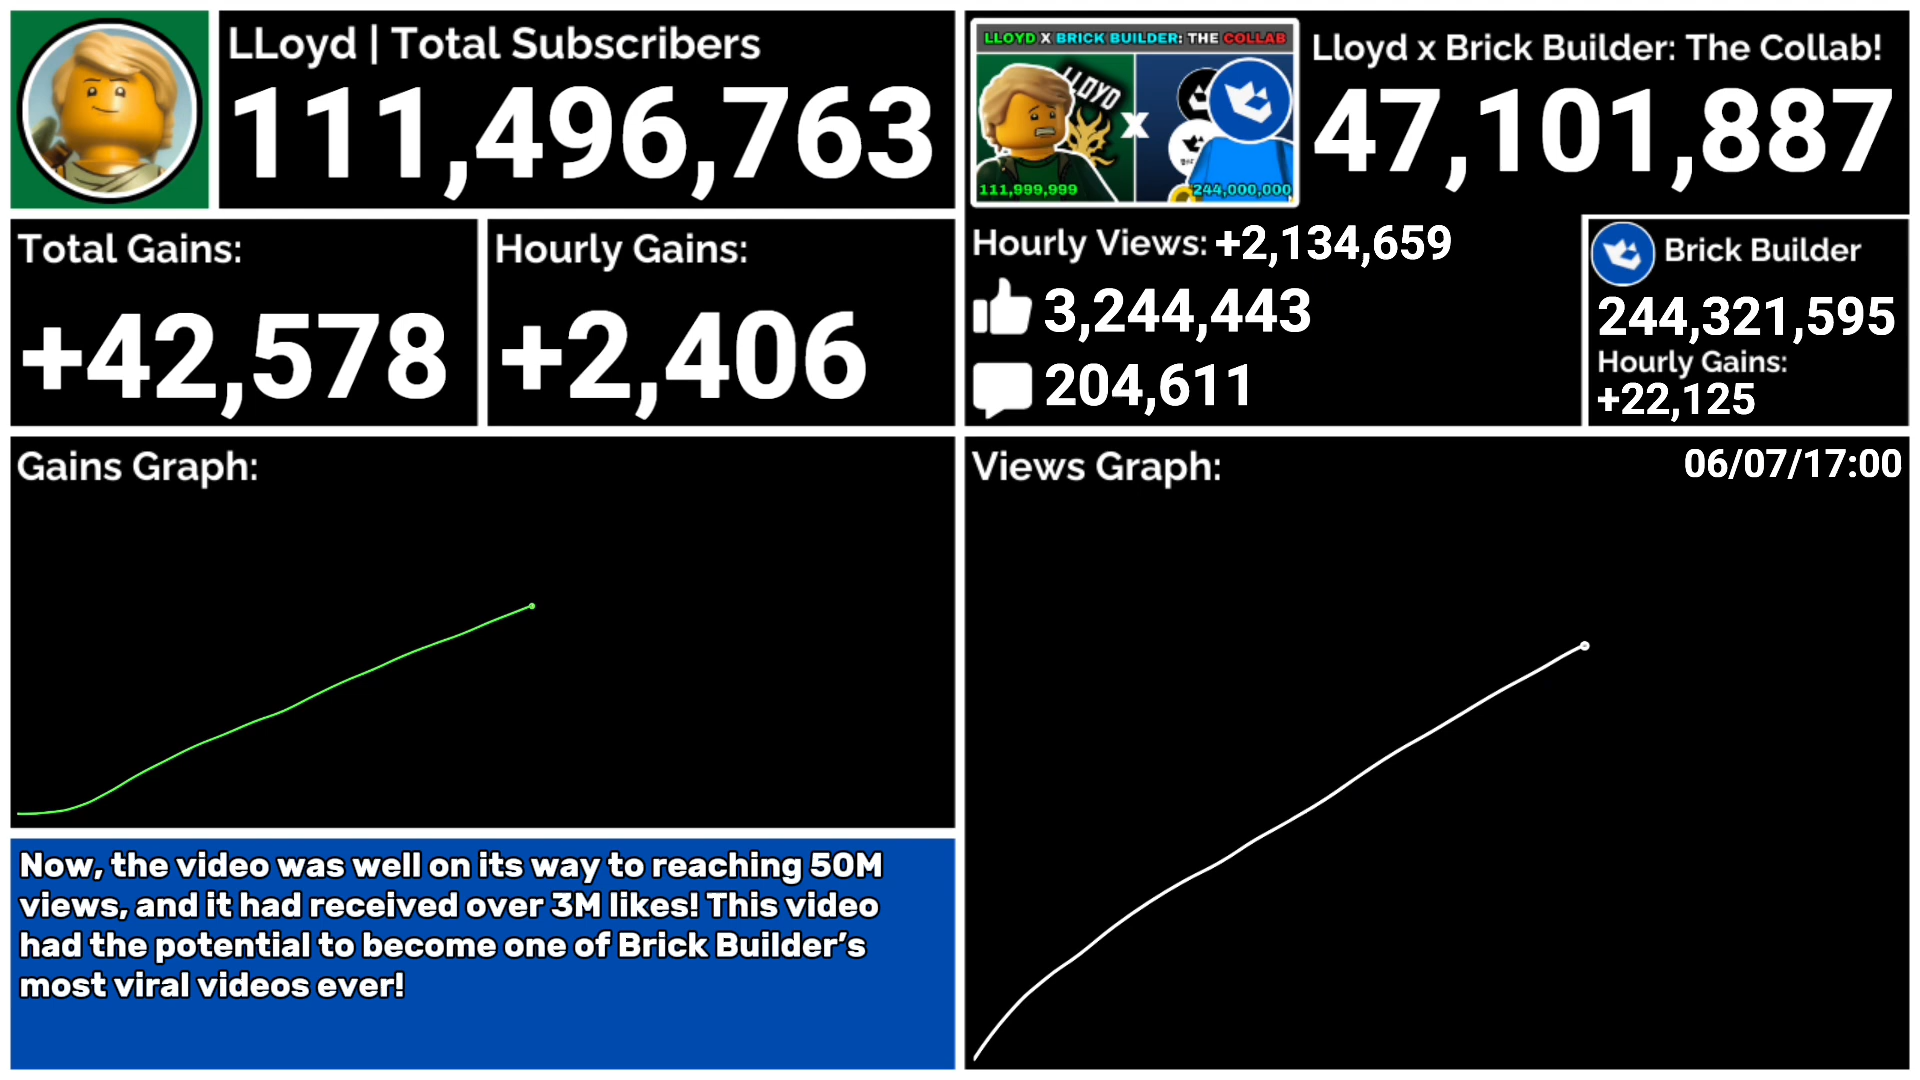 LLoyd | Total Subscribers
111,496,763
Total Gains:
+42,578
Hourly Gains:
+2,406
Gains Graph:
Now, the video was well on its way to reaching 50M
views, and it had received over 3M likes! This video
had the potential to become one of Brick Builder’s
most viral videos ever!
LLOYD X BRICK BUILDER: THE COLLAB
LLOYD
X
111,999,999
244,000,000
Lloyd x Brick Builder: The Collab!
47,101,887
Hourly Views: +2,134,659
3,244,443
204,611
Brick Builder
244,321,595
Hourly Gains:
+22,125
Views Graph:
06/07/17:00